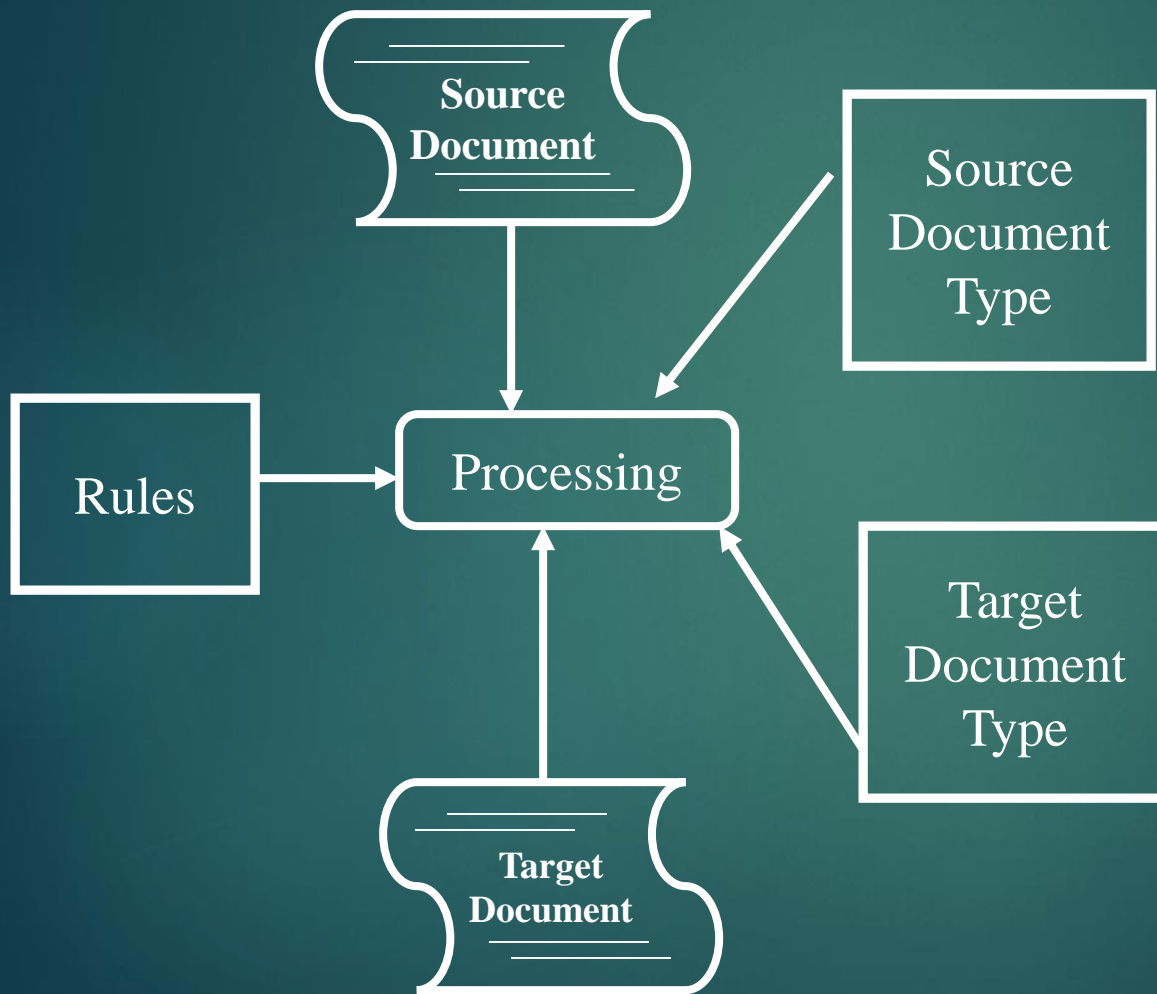 Source
Document
Source
Document
Type
Rules
Processing
Target
Document
Type
Target
Document